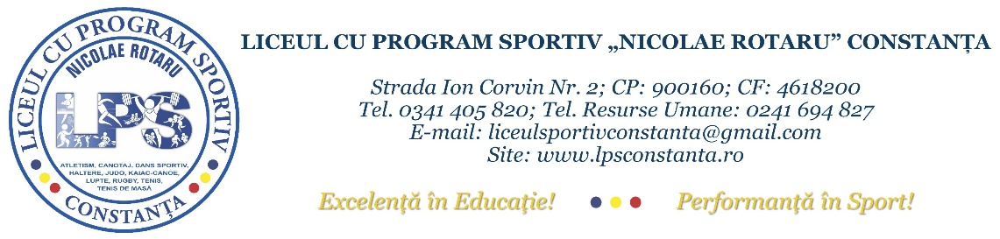 LICEUL CU PROGRAM SPORTIV
NICOLAE ROTARU
LPS
ATLETISM, CANOTAJ, DANS SPORTIV,
HALTERE, JUDO, KAIAC-CANOE,
LUPTE, RUGBY, TENIS,
TENIS DE MASĂ
CONSTANȚA
LICEUL CU PROGRAM SPORTIV „NICOLAE ROTARU” CONSTANȚA
Strada Ion Corvin Nr. 2; CP: 900160; CF: 4618200
Tel. 0341 405 820; Tel. Resurse Umane: 0241 694 827
E-mail: liceulsportivconstanta@gmail.com
Site: www.lpsconstanta.ro
Excelență în Educație! Performanță în Sport!